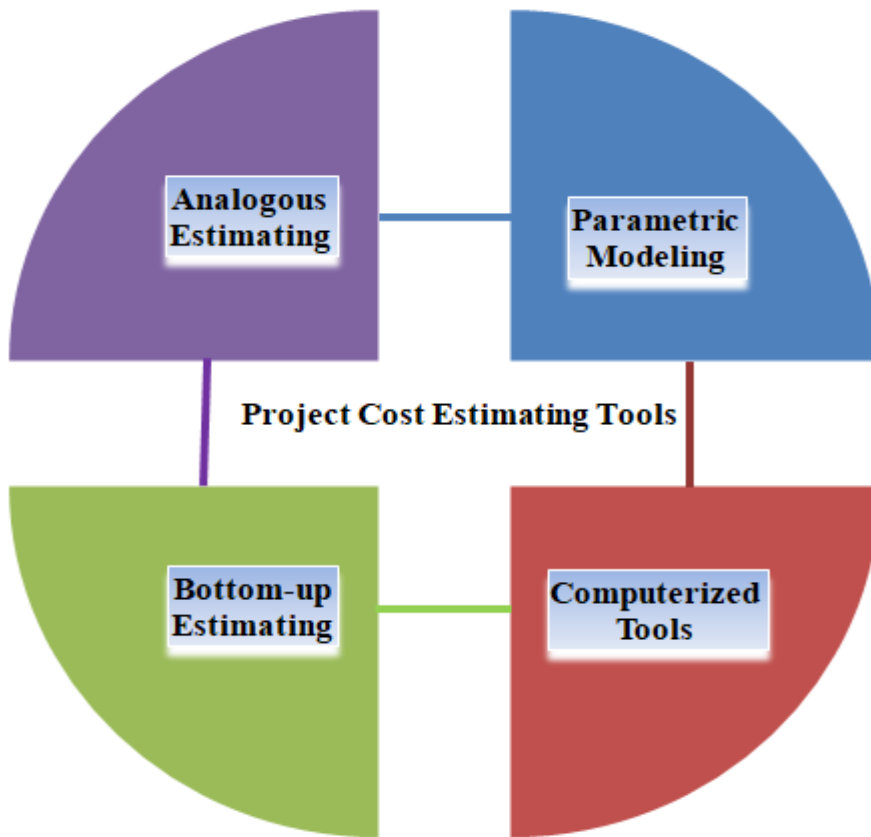 Analogous
Estimating
Parametric
Modeling
Project Cost Estimating Tools
Bottom-up
Estimating
Computerized
Tools